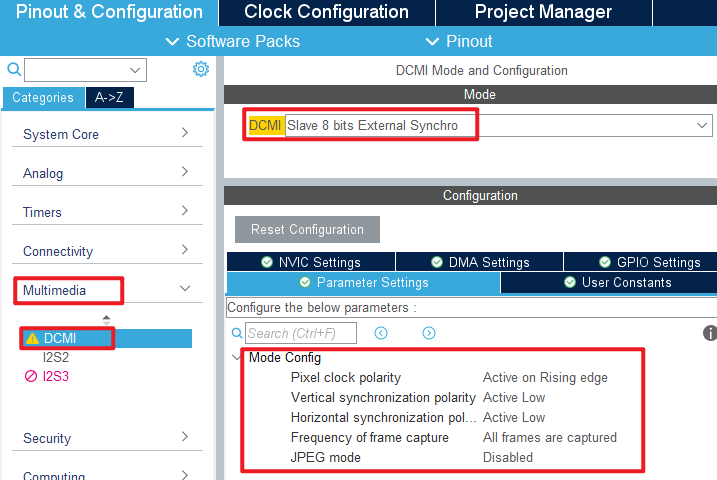 Pinout & Configuration
Clock Configuration
Project Manager
Software Packs
Pinout
Categories
A->Z
System Core
Analog
Timers
Connectivity
Multimedia
DCMI
I2S2
I2S3
Security
Computing
DCMI Mode and Configuration
Mode
DCMI Slave 8 bits External Synchro
Configuration
Reset Configuration
NVIC Settings
DMA Settings
GPIO Settings
Parameter Settings
User Constants
Configure the below parameters :
Search (Ctrl+F)
Mode Config
Pixel clock polarity Active on Rising edge
Vertical synchronization polarity Active Low
Horizontal synchronization pol... Active Low
Frequency of frame capture All frames are captured
JPEG mode Disabled